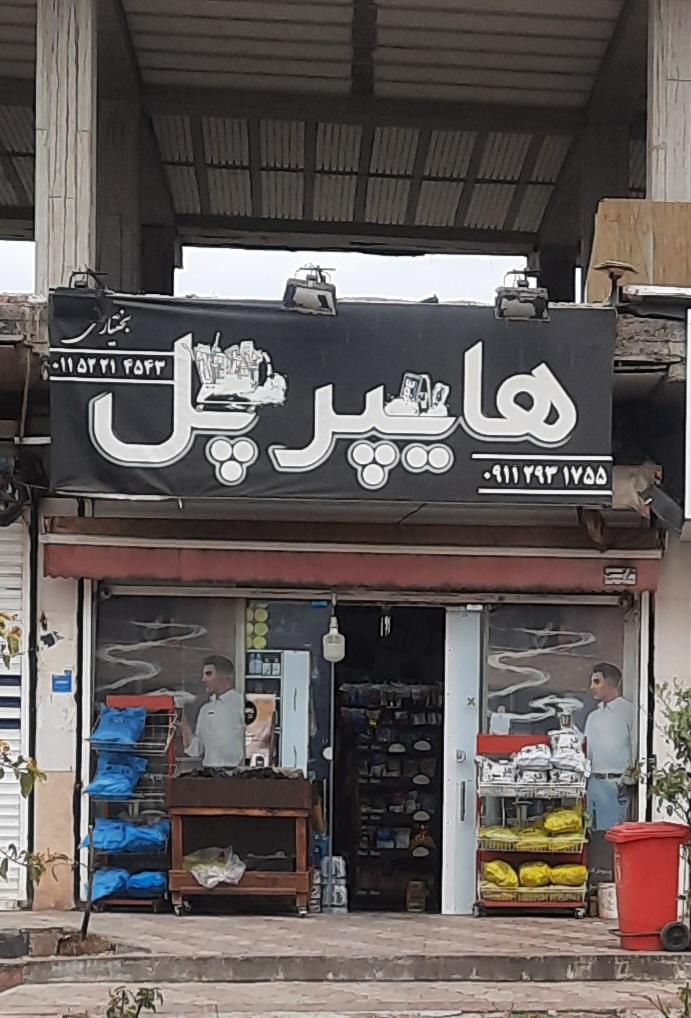 بختیاری
۰۱۱۵۲۲۱ ۴۵۴۳
هایپر پل
۰۹۱۱ ۲۹۳ ۱۷۵۵